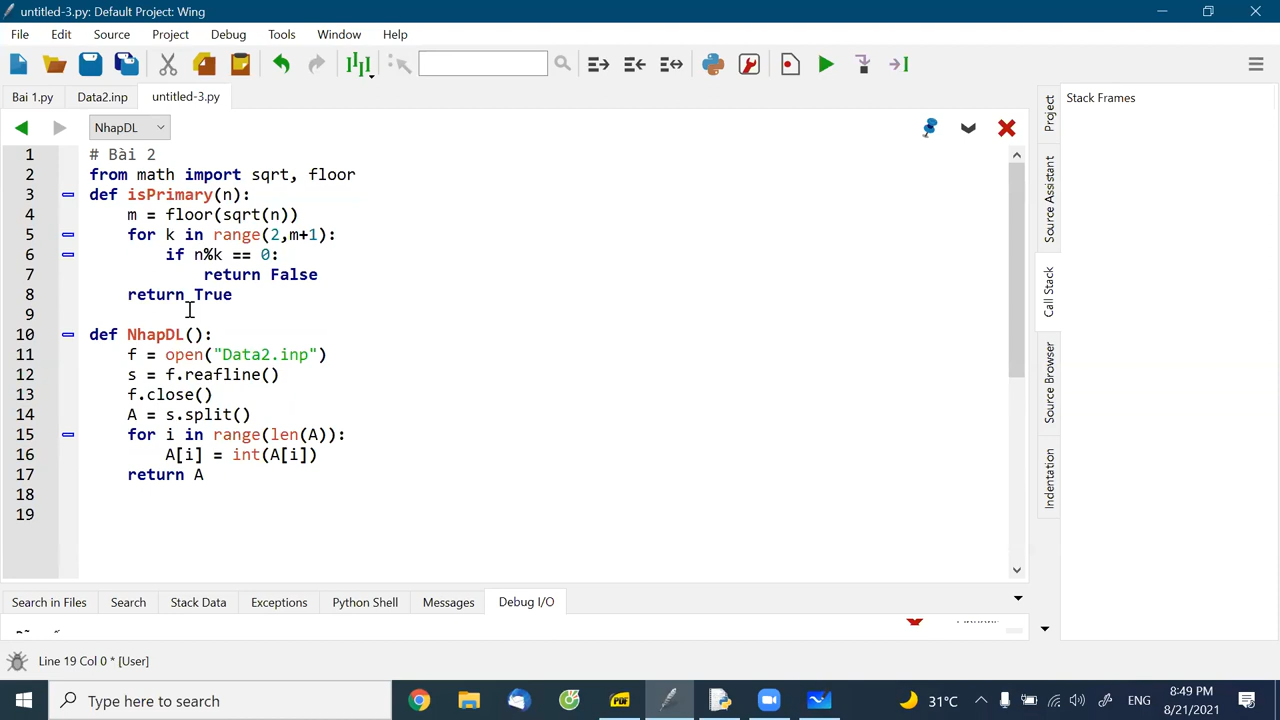 untitled-3.py: Default Project: Wing
File Edit Source Project Debug Tools Window Help
Bai 1.py Data2.inp untitled-3.py
NhapDL
1 # Bài 2
2 from math import sqrt, floor
3 def isPrimary(n):
4 m = floor(sqrt(n))
5 for k in range(2,m+1):
6 if n%k == 0:
7 return False
8 return True
9
10 def NhapDL():
11 f = open("Data2.inp")
12 s = f.reafline()
13 f.close()
14 A = s.split()
15 for i in range(len(A)):
16 A[i] = int(A[i])
17 return A
18
19
Project
Source Assistant
Call Stack
Source Browser
Indentation
Stack Frames
Search in Files Search Stack Data Exceptions Python Shell Messages Debug I/O
Line 19 Col 0 * [User]
Type here to search
PDF
31°C
ENG
8:49 PM
8/21/2021